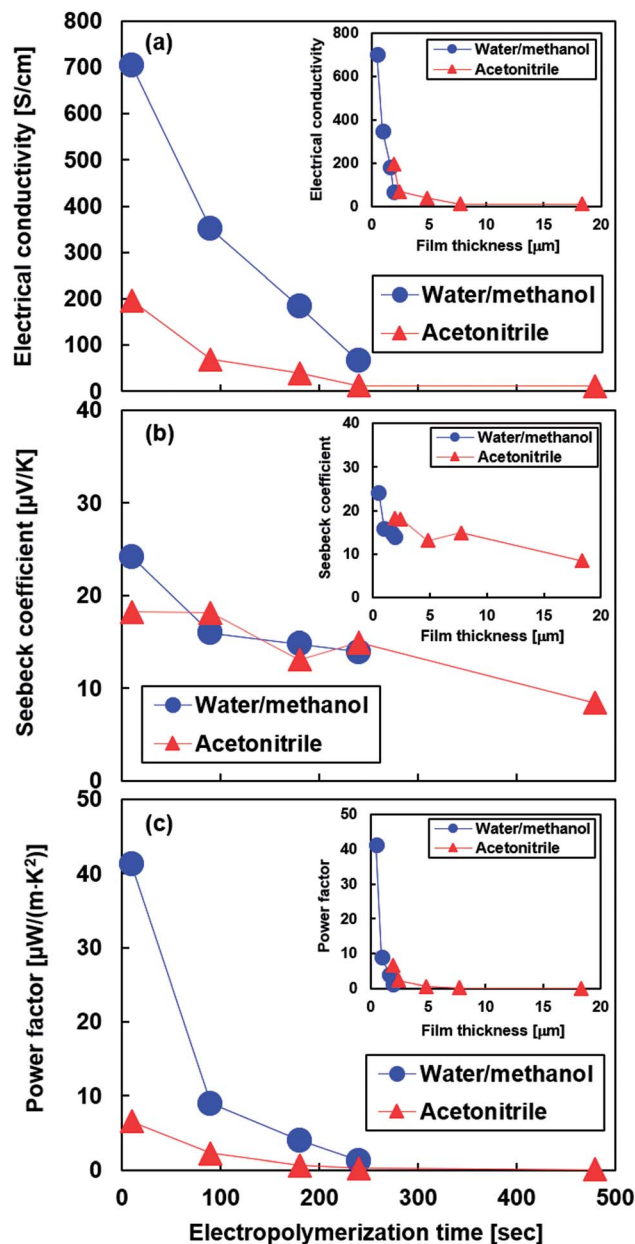 (a)
Electrical conductivity [S/cm]
800
700
600
500
400
300
200
100
0
Water/methanol
Acetonitrile
Electrical conductivity
800
600
400
200
0
0 5 10 15 20
Film thickness [μm]
Water/methanol
Acetonitrile
(b)
Seebeck coefficient [μV/K]
40
30
20
10
0
Water/methanol
Acetonitrile
Seebeck coefficient
40
30
20
10
0
0 5 10 15 20
Film thickness [μm]
Water/methanol
Acetonitrile
(c)
Power factor [μW/(m·K²)]
50
40
30
20
10
0
Water/methanol
Acetonitrile
Power factor
50
40
30
20
10
0
0 5 10 15 20
Film thickness [μm]
Water/methanol
Acetonitrile
0 100 200 300 400 500
Electropolymerization time [sec]